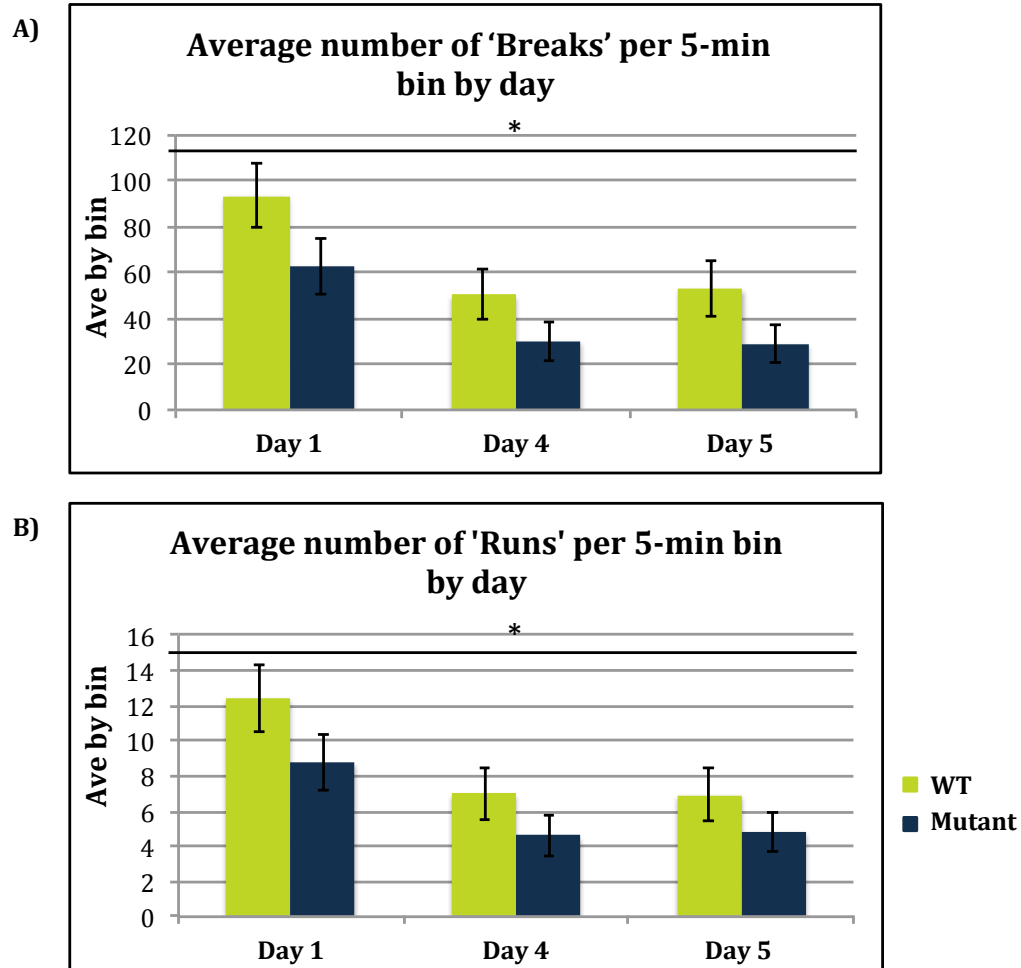 A)
Average number of ‘Breaks’ per 5-min
bin by day
*
Ave by bin
120
100
80
60
40
20
0
Day 1
Day 4
Day 5
B)
Average number of 'Runs' per 5-min bin
by day
*
Ave by bin
16
14
12
10
8
6
4
2
0
Day 1
Day 4
Day 5
WT
Mutant